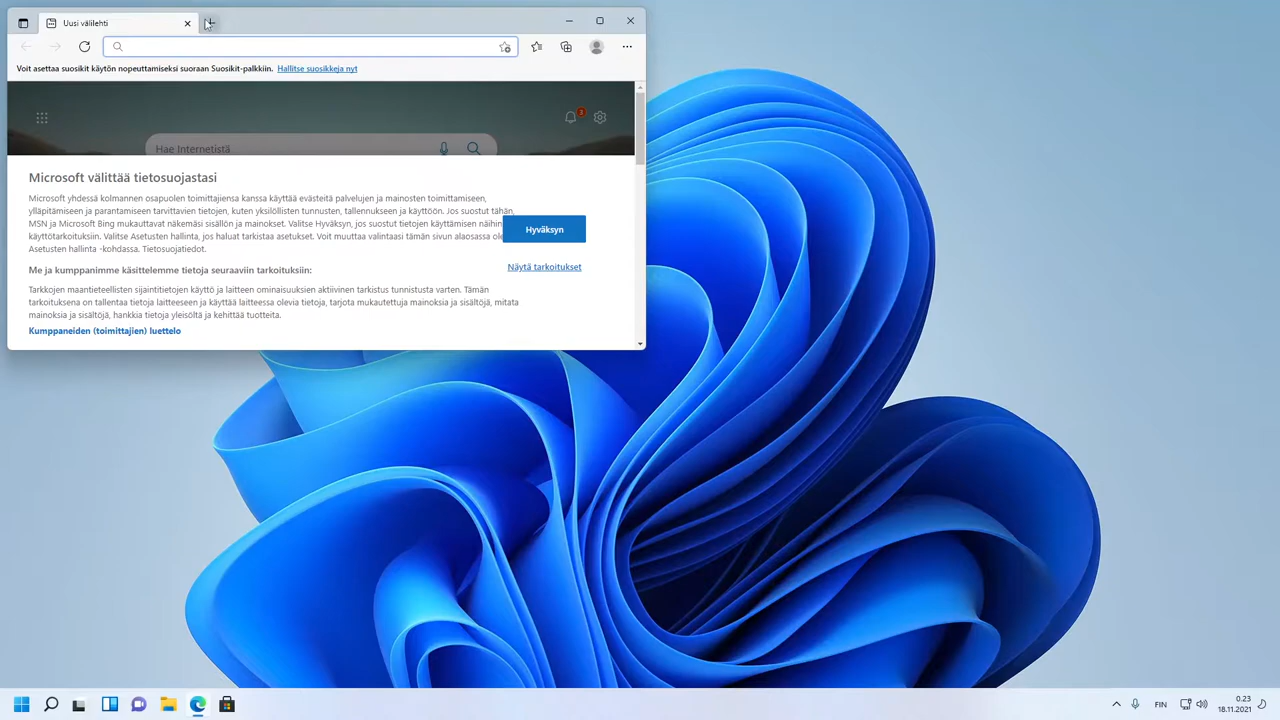 Uusi välilehti
Voit asettaa suosikit käytön nopeuttamiseksi suoraan Suosikit-palkkiin. Hallitse suosikkeja nyt
2
Hae Internetistä
Microsoft välittää tietosuojastasi
Microsoft yhdessä kolmannen osapuolen toimittajiensa kanssa käyttää evästeitä palvelujen ja mainosten toimittamiseen,
ylläpitämiseen ja parantamiseen tarvittavien tietojen, kuten yksilöllisten tunnusten, tallennukseen ja käyttöön. Jos suostut tähän,
MSN ja Microsoft Bing mukauttavat näkemäsi sisällön ja mainokset. Valitse Hyväksyn, jos suostut tietojen käyttämisen näihin
käyttötarkoituksiin. Valitse Asetusten hallinta, jos haluat tarkistaa asetukset. Voit muuttaa valintaasi tämän sivun alaosassa ole
Asetusten hallinta -kohdassa. Tietosuojatiedot.
Hyväksyn
Näytä tarkoitukset
Me ja kumppanimme käsittelemme tietoja seuraaviin tarkoituksiin:
Tarkkojen maantieteellisten sijaintitietojen käyttö ja laitteen ominaisuuksien aktiivinen tarkistus tunnistusta varten. Tämän
tarkoituksena on tallentaa tietoja laitteeseen ja käyttää laitteessa olevia tietoja, tarjota mukautettuja mainoksia ja sisältöjä, mitata
mainoksia ja sisältöjä, hankkia tietoja yleisöltä ja kehittää tuotteita.
Kumppaneiden (toimittajien) luettelo
FIN
0.23
18.11.2021